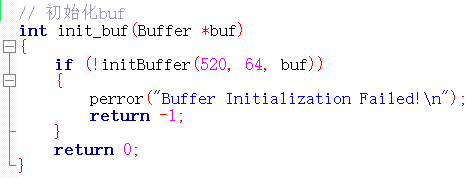 // 初始化buf
int init_buf(Buffer *buf)
{
    if (!initBuffer(520, 64, buf))
    {
        perror("Buffer Initialization Failed!\n");
        return -1;
    }
    return 0;
}